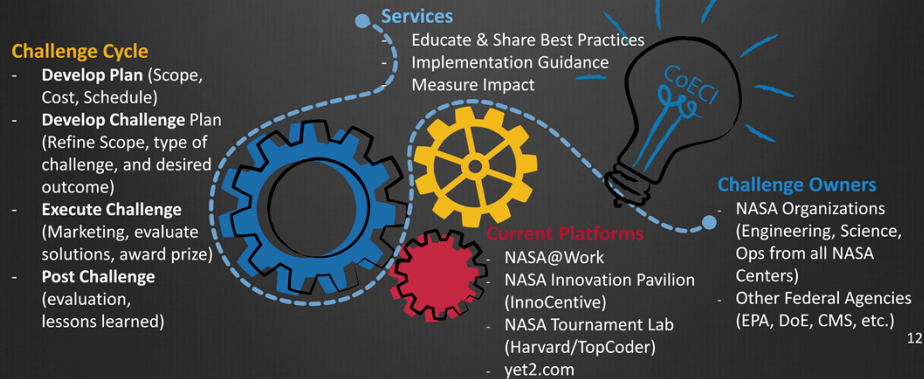 Services
- Educate & Share Best Practices
- Implementation Guidance
- Measure Impact
Challenge Cycle
- Develop Plan (Scope,
Cost, Schedule)
- Develop Challenge Plan
(Refine Scope, type of
challenge, and desired
outcome)
- Execute Challenge
(Marketing, evaluate
solutions, award prize)
- Post Challenge
(evaluation,
lessons learned)
CoECI
Current Platforms
- NASA@Work
- NASA Innovation Pavilion
(InnoCentive)
- NASA Tournament Lab
(Harvard/TopCoder)
- yet2.com
Challenge Owners
- NASA Organizations
(Engineering, Science,
Ops from all NASA
Centers)
- Other Federal Agencies
(EPA, DoE, CMS, etc.)
12